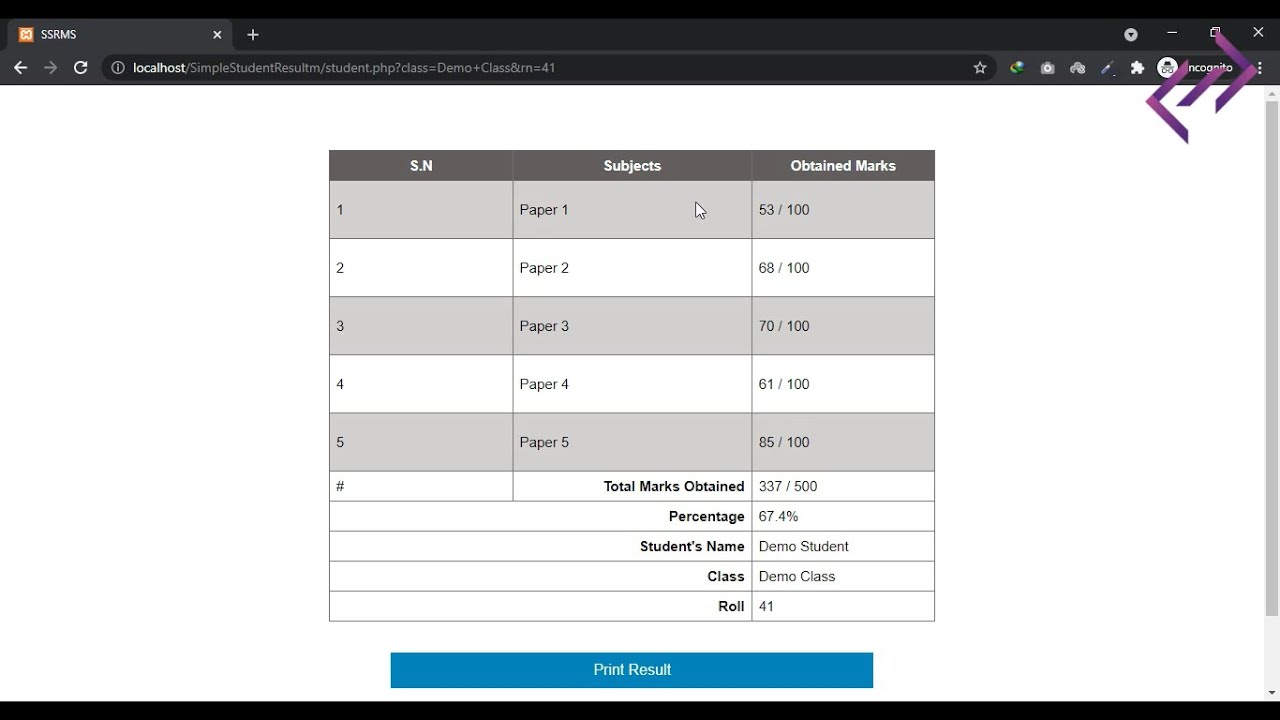 SSRMS
localhost/SimpleStudentResultm/student.php?class=Demo+Class&rn=41
Incognito
S.N Subjects Obtained Marks
1 Paper 1 53 / 100
2 Paper 2 68 / 100
3 Paper 3 70 / 100
4 Paper 4 61 / 100
5 Paper 5 85 / 100
# Total Marks Obtained 337 / 500
Percentage 67.4%
Student's Name Demo Student
Class Demo Class
Roll 41
Print Result